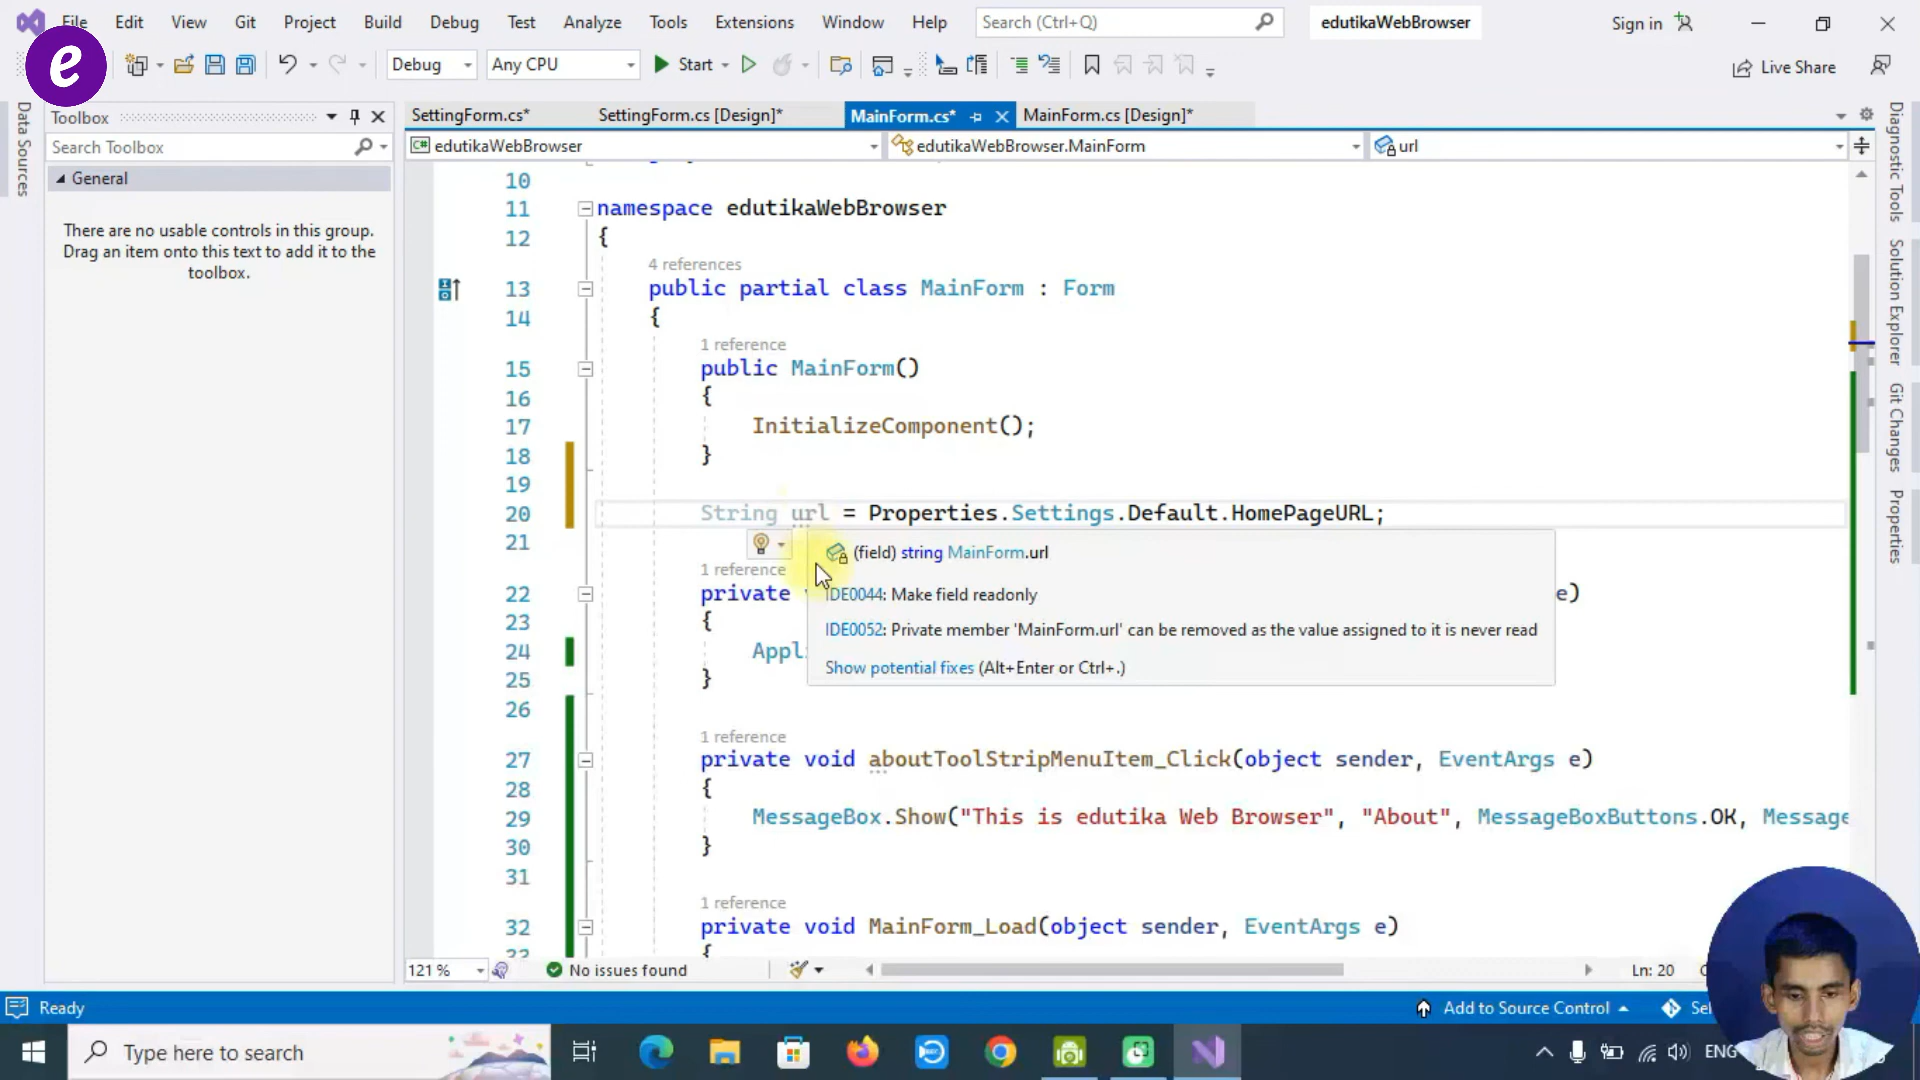 File Edit View Git Project Build Debug Test Analyze Tools Extensions Window Help Search (Ctrl+Q) edutikaWebBrowser Sign in
e Debug Any CPU Start Live Share
Data Sources
Toolbox
Search Toolbox
General
There are no usable controls in this group.
Drag an item onto this text to add it to the
toolbox.
SettingForm.cs* SettingForm.cs [Design]* MainForm.cs* MainForm.cs [Design]*
edutikaWebBrowser edutikaWebBrowser.MainForm url
10
11 namespace edutikaWebBrowser
12 {
4 references
13 public partial class MainForm : Form
14 {
1 reference
15 public MainForm()
16 {
17 InitializeComponent();
18 }
19
20 String url = Properties.Settings.Default.HomePageURL;
21
(field) string MainForm.url
1 reference
22 private e)
IDE0044: Make field readonly
23 {
IDE0052: Private member 'MainForm.url' can be removed as the value assigned to it is never read
24
Show potential fixes (Alt+Enter or Ctrl+.)
25 }
26
1 reference
27 private void aboutToolStripMenuItem_Click(object sender, EventArgs e)
28 {
29 MessageBox.Show("This is edutika Web Browser", "About", MessageBoxButtons.OK, Message
30 }
31
1 reference
32 private void MainForm_Load(object sender, EventArgs e)
{
121 % No issues found Ln: 20
Diagnostic Tools
Solution Explorer
Git Changes
Properties
Ready Add to Source Control
Type here to search ENG